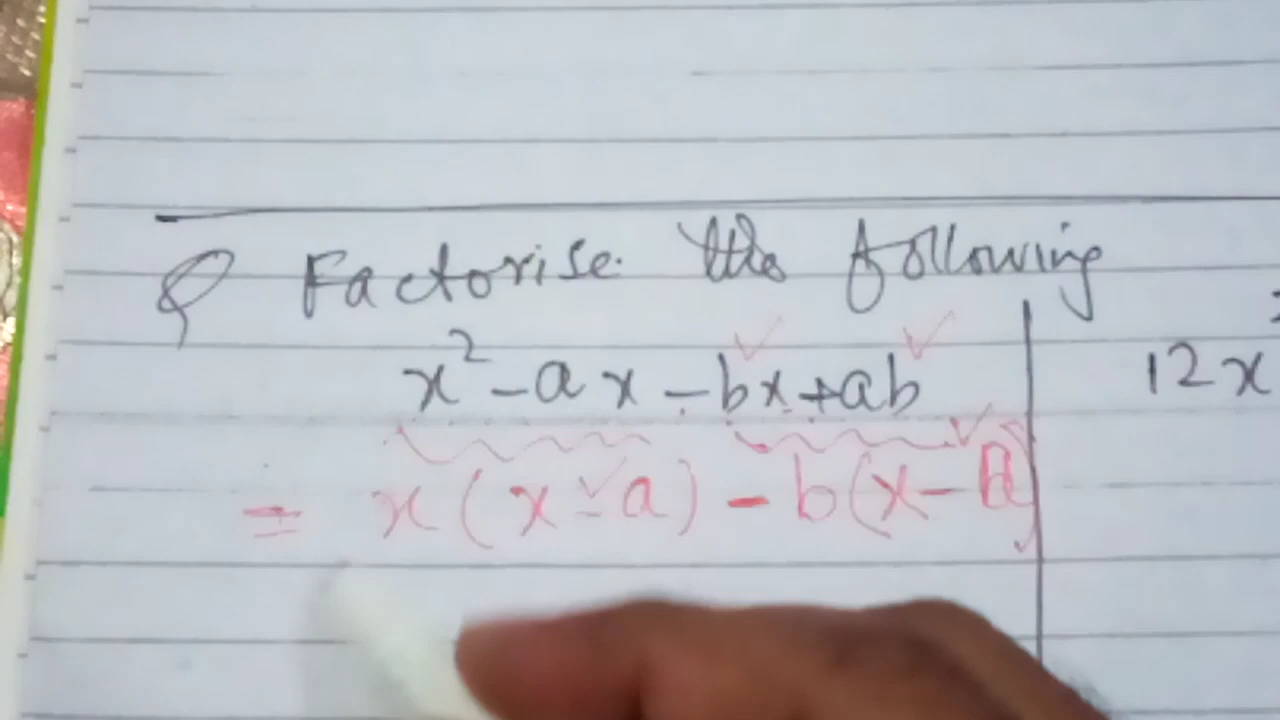 Q Factorise the following
x² - ax - bx + ab
12x
= x(x - a) - b(x - a)